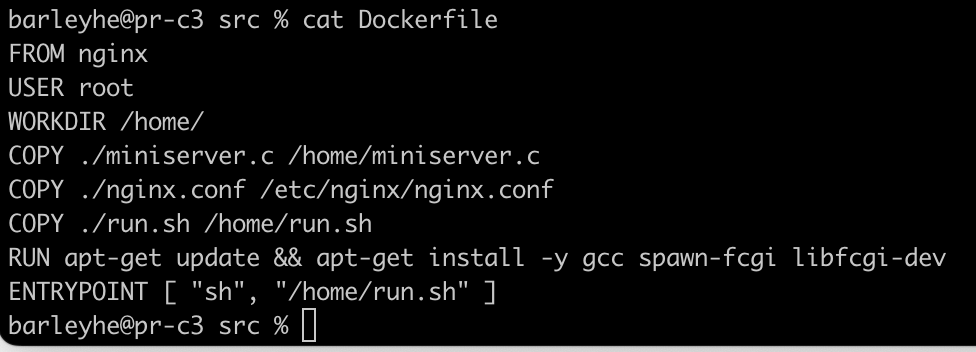 barleyhe@pr-c3 src % cat Dockerfile
FROM nginx
USER root
WORKDIR /home/
COPY ./miniserver.c /home/miniserver.c
COPY ./nginx.conf /etc/nginx/nginx.conf
COPY ./run.sh /home/run.sh
RUN apt-get update && apt-get install -y gcc spawn-fcgi libfcgi-dev
ENTRYPOINT [ "sh", "/home/run.sh" ]
barleyhe@pr-c3 src %